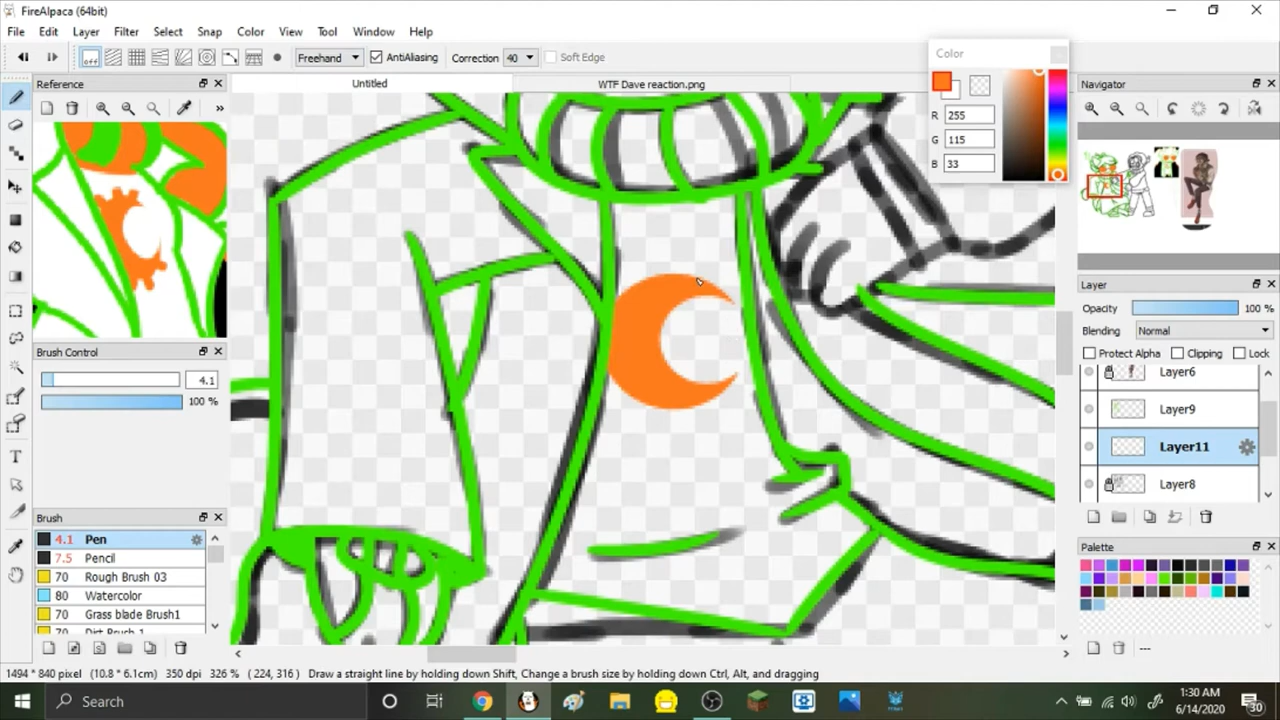 FireAlpaca (64bit)
File Edit Layer Filter Select Snap Color View Tool Window Help
off Freehand AntiAliasing Correction 40 Soft Edge
Reference
Untitled
WTF Dave reaction.png
Color
R 255
G 115
B 33
Navigator
Brush Control
4.1
100 %
Layer
Opacity 100 %
Blending Normal
Protect Alpha Clipping Lock
Layer6
Layer9
Layer11
Layer8
Brush
4.1 Pen
7.5 Pencil
70 Rough Brush 03
80 Watercolor
70 Grass blade Brush1
70 Dirt Brush 1
Palette
---
1494 * 840 pixel (10.8 * 6.1cm) 350 dpi 326 % ( 224, 316 ) Draw a straight line by holding down Shift, Change a brush size by holding down Ctrl, Alt, and dragging
Search
1:30 AM
6/14/2020
30